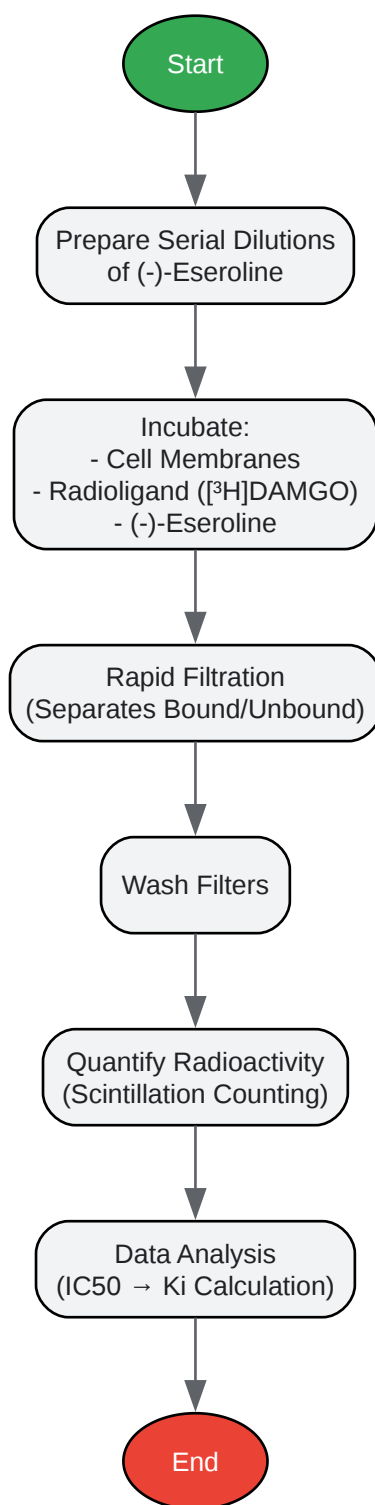 Start
Prepare Serial Dilutions
of (-)-Eseroline
Incubate:
- Cell Membranes
- Radioligand ([³H]DAMGO)
- (-)-Eseroline
Rapid Filtration
(Separates Bound/Unbound)
Wash Filters
Quantify Radioactivity
(Scintillation Counting)
Data Analysis
(IC50 → Ki Calculation)
End